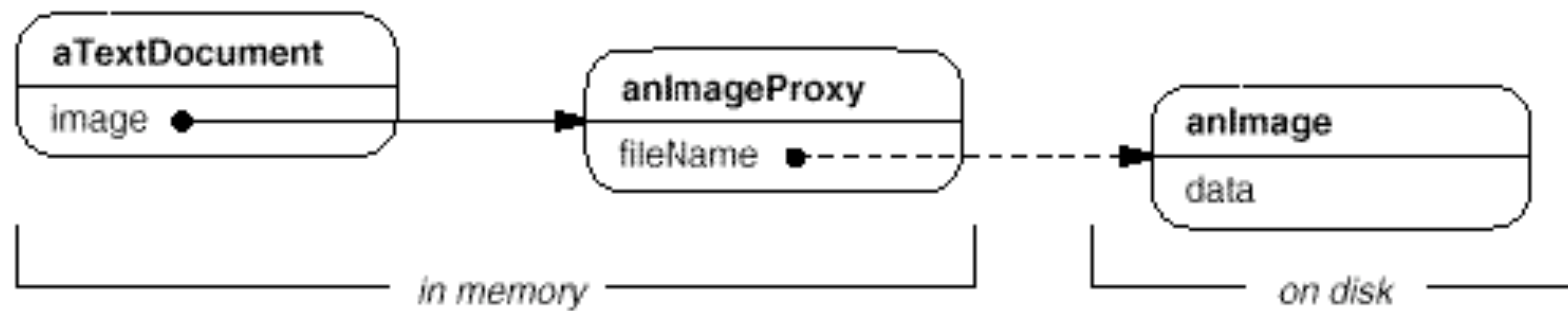 aTextDocument
image
anImageProxy
fileName
anImage
data
in memory
on disk